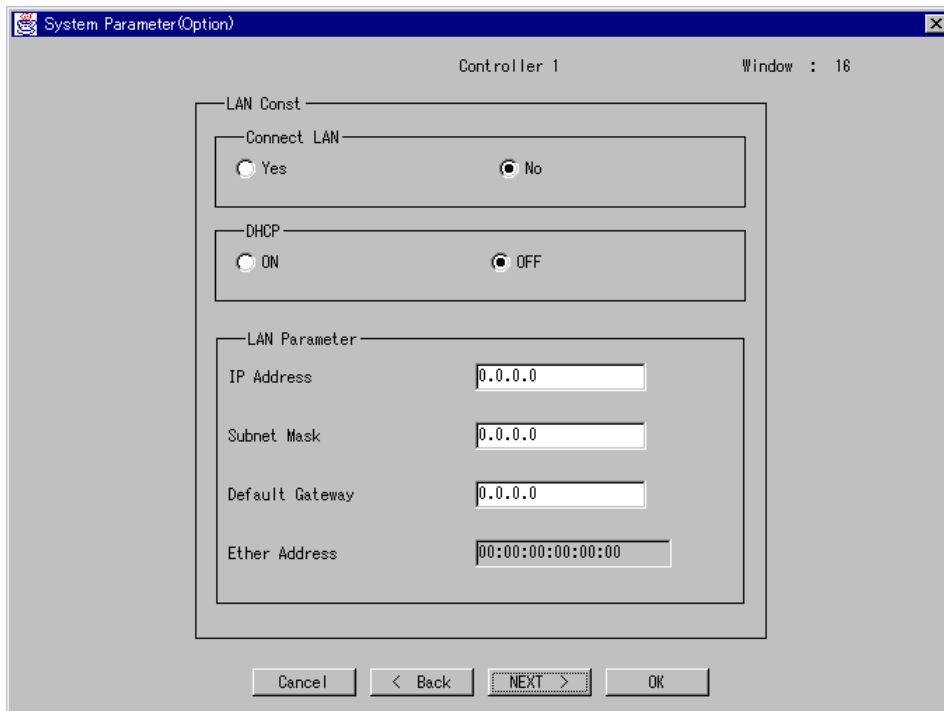 System Parameter(Option)
Controller 1 Window : 16
LAN Const
Connect LAN
Yes No
DHCP
ON OFF
LAN Parameter
IP Address 0.0.0.0
Subnet Mask 0.0.0.0
Default Gateway 0.0.0.0
Ether Address 00:00:00:00:00:00
Cancel < Back NEXT > OK